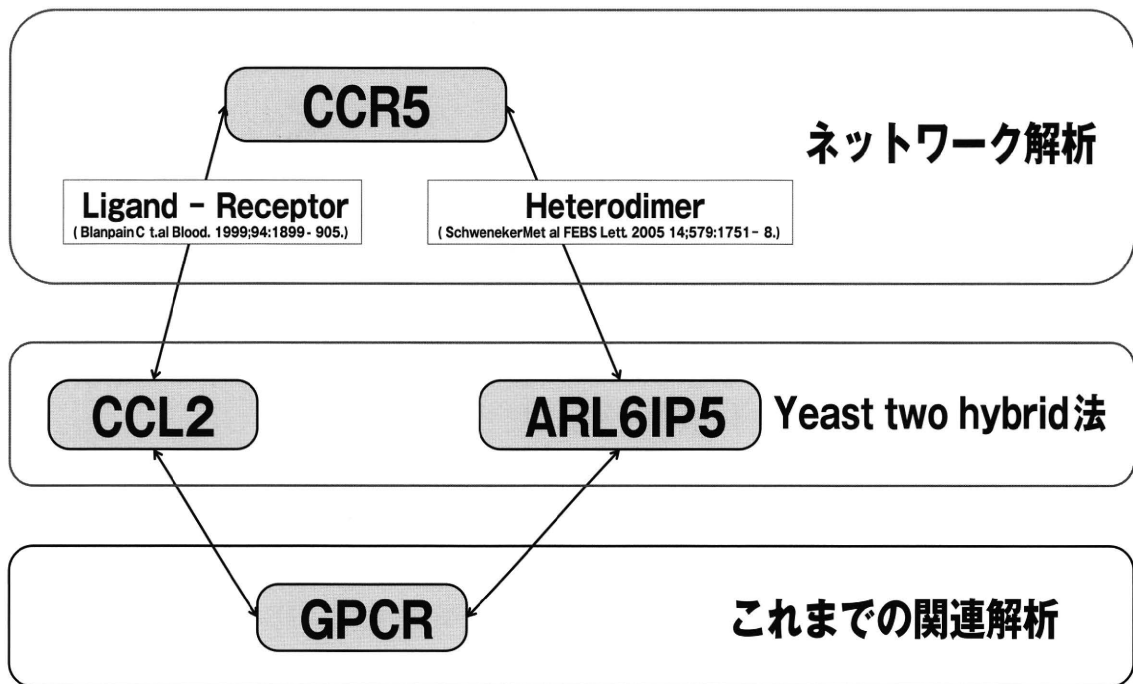 CCR5
ネットワーク解析
Ligand - Receptor
( Blanpain C t.al Blood. 1999;94:1899- 905.)
Heterodimer
( SchwenekerMet al FEBS Lett. 2005 14;579:1751- 8.)
CCL2
ARL6IP5
Yeast two hybrid法
GPCR
これまでの関連解析